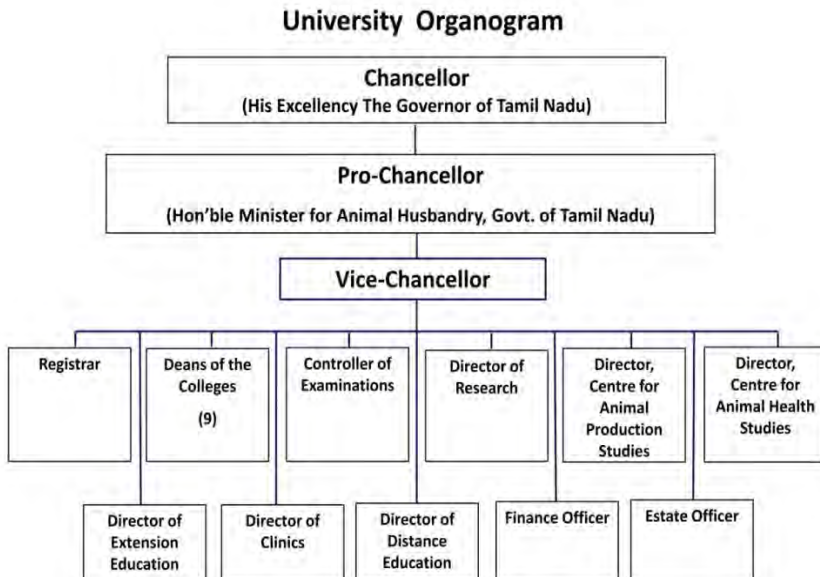 University Organogram
Chancellor
(His Excellency The Governor of Tamil Nadu)
Pro-Chancellor
(Hon'ble Minister for Animal Husbandry, Govt. of Tamil Nadu)
Vice-Chancellor
Registrar
Deans of the
Colleges
(9)
Controller of
Examinations
Director of
Research
Director,
Centre for
Animal
Production
Studies
Director,
Centre for
Animal Health
Studies
Director of
Extension
Education
Director of
Clinics
Director of
Distance
Education
Finance Officer
Estate Officer